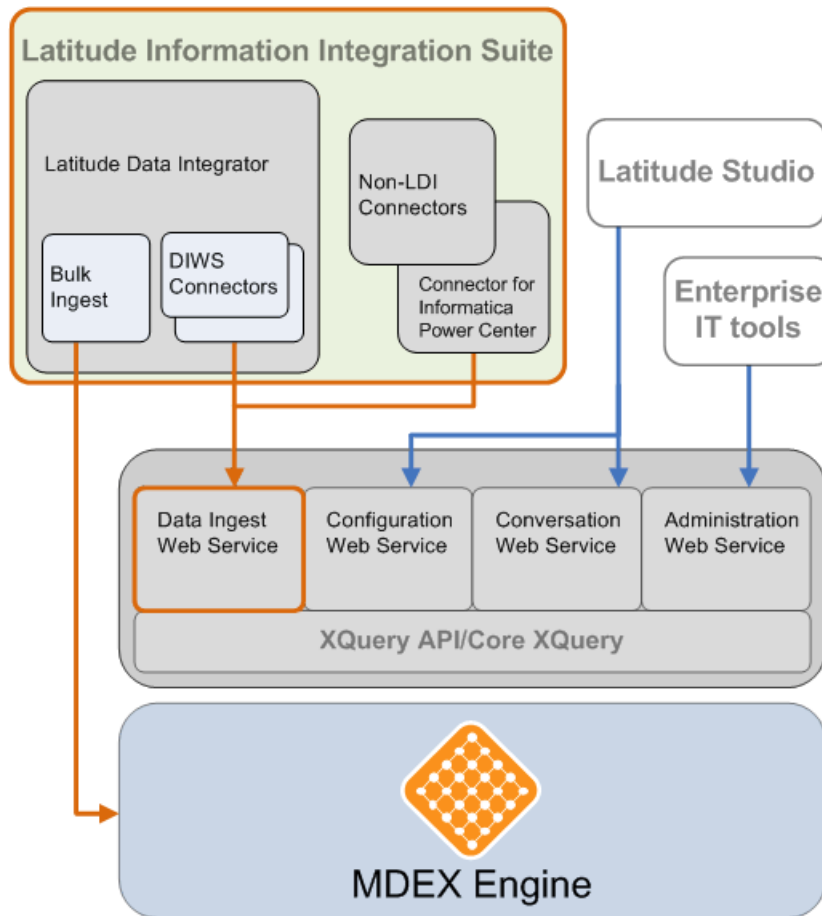 Latitude Information Integration Suite
Latitude Data Integrator
Bulk
Ingest
DIWS
Connectors
Non-LDI
Connectors
Connector for
Informatica
Power Center
Latitude Studio
Enterprise
IT tools
Data Ingest
Web Service
Configuration
Web Service
Conversation
Web Service
Administration
Web Service
XQuery API/Core XQuery
MDEX Engine